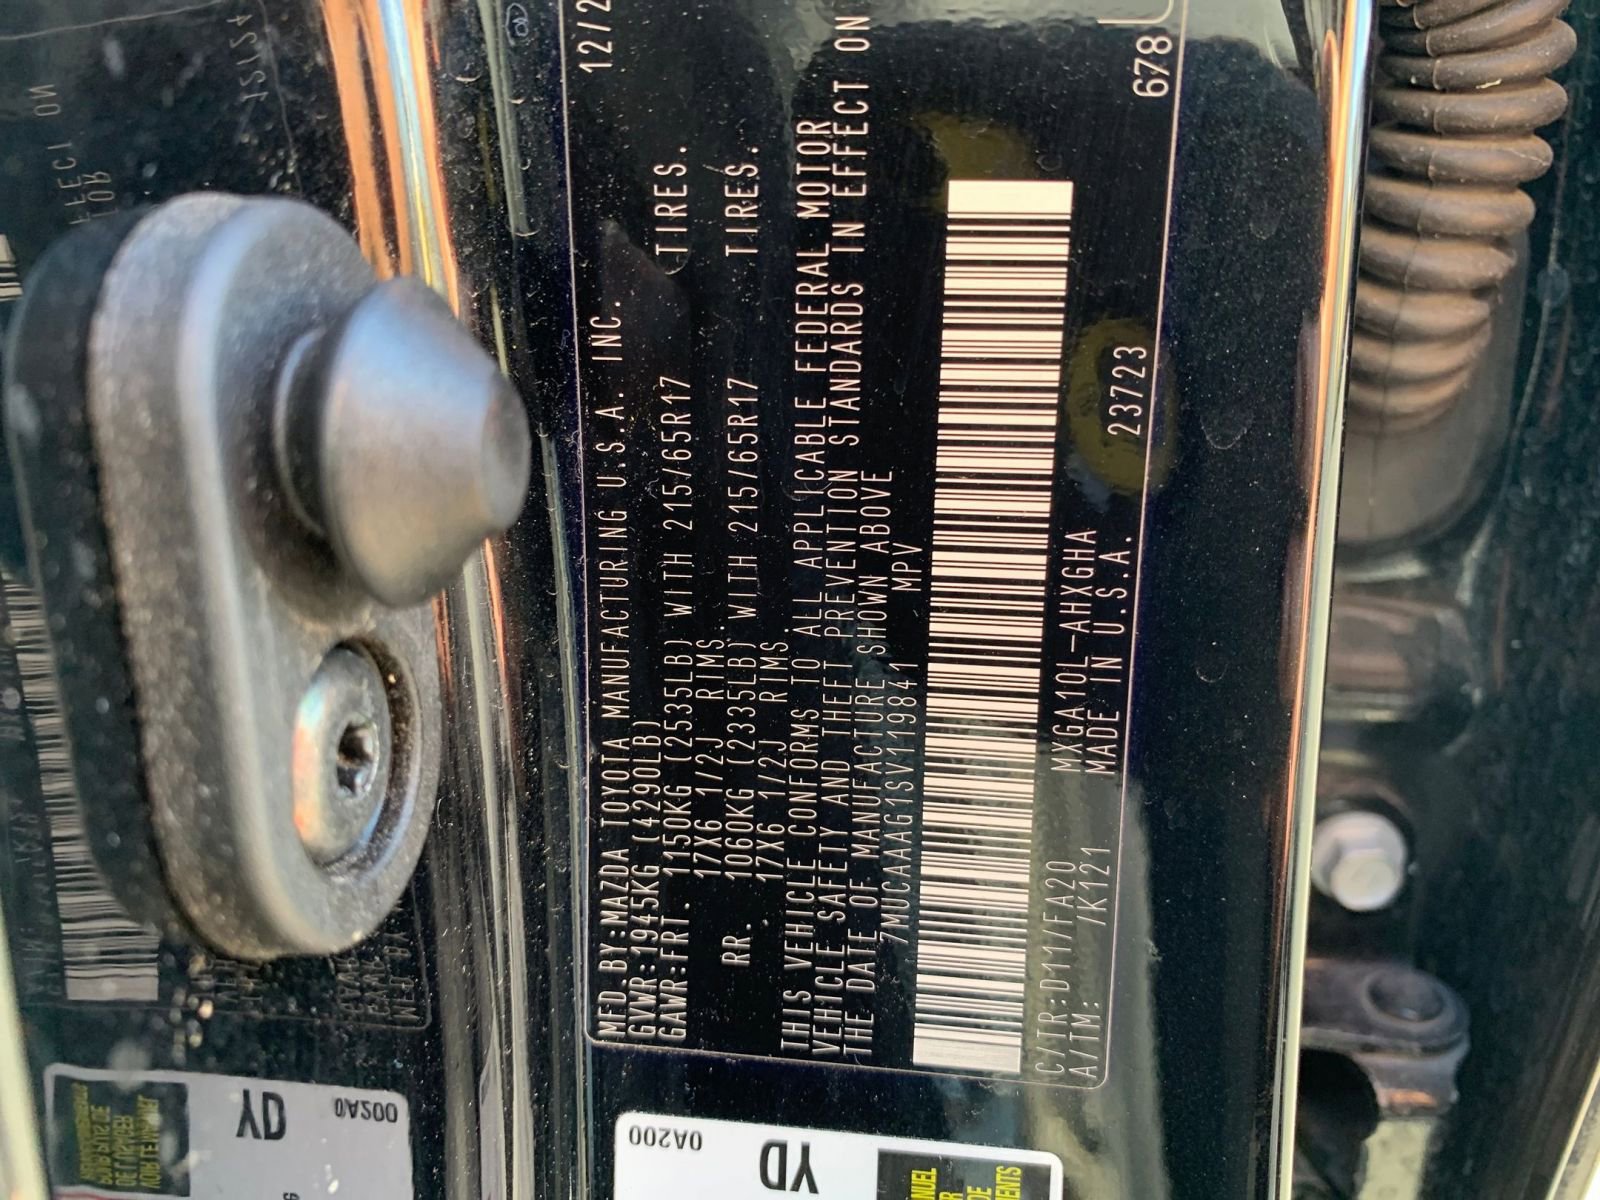 12/2
MFD.BY:MAZDA TOYOTA MANUFACTURING U.S.A. INC.
GVWR:1945KG (4290LB)
GAWR:FRT. 1150KG (2535LB) WITH 215/65R17 TIRES.
17X6 1/2J RIMS
RR. 1060KG (2335LB) WITH 215/65R17 TIRES.
17X6 1/2J RIMS
THIS VEHICLE CONFORMS TO ALL APPLICABLE FEDERAL MOTOR
VEHICLE SAFETY AND THEFT PREVENTION STANDARDS IN EFFECT ON
THE DATE OF MANUFACTURE SHOWN ABOVE
7MUCAAAG1SV119841 MPV
C/TR:D111/FA20 MXGA10L-AHXGHA 23723 678
A/TM: /K121 MADE IN U.S.A.
0A200
YD